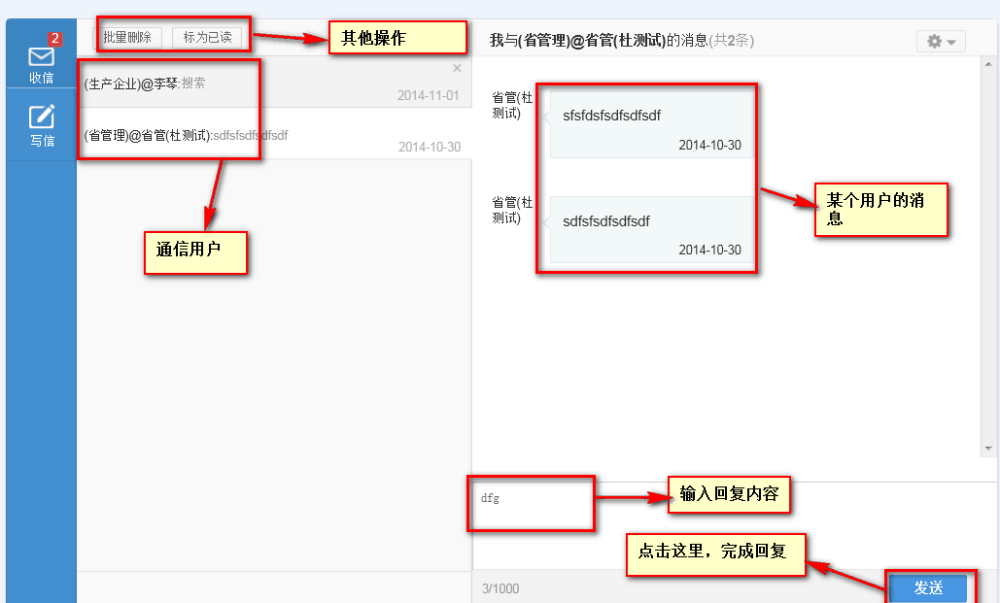 2
收信
写信
批量删除
标为已读
其他操作
(生产企业)@李琴:搜索
×
2014-11-01
(省管理)@省管(杜测试):sdfsfsdfsdfsdf
2014-10-30
通信用户
我与(省管理)@省管(杜测试)的消息(共2条)
省管(杜
测试)
sfsfdsfsdfsdfsdf
2014-10-30
省管(杜
测试)
sdfsfsdfsdfsdf
2014-10-30
某个用户的消
息
dfg
输入回复内容
点击这里，完成回复
3/1000
发送